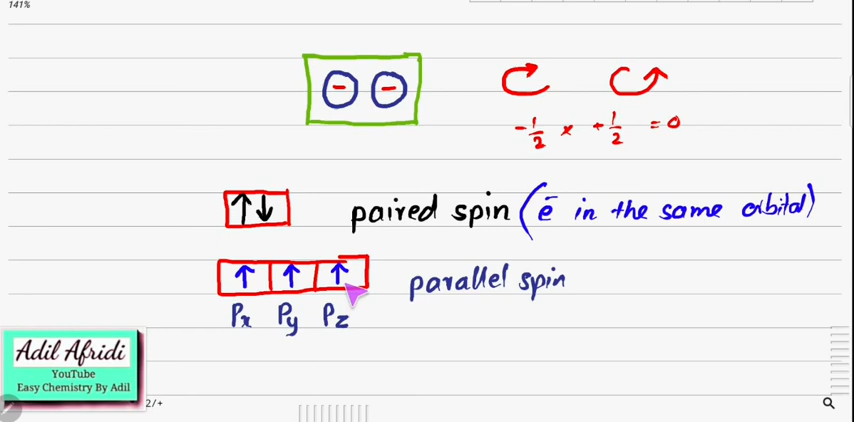 141%
- -
-1/2 x +1/2 = 0
↑↓ paired spin (ē in the same orbital)
↑ ↑ ↑ parallel spin
Px Py Pz
Adil Afridi
YouTube
Easy Chemistry By Adil
2/+